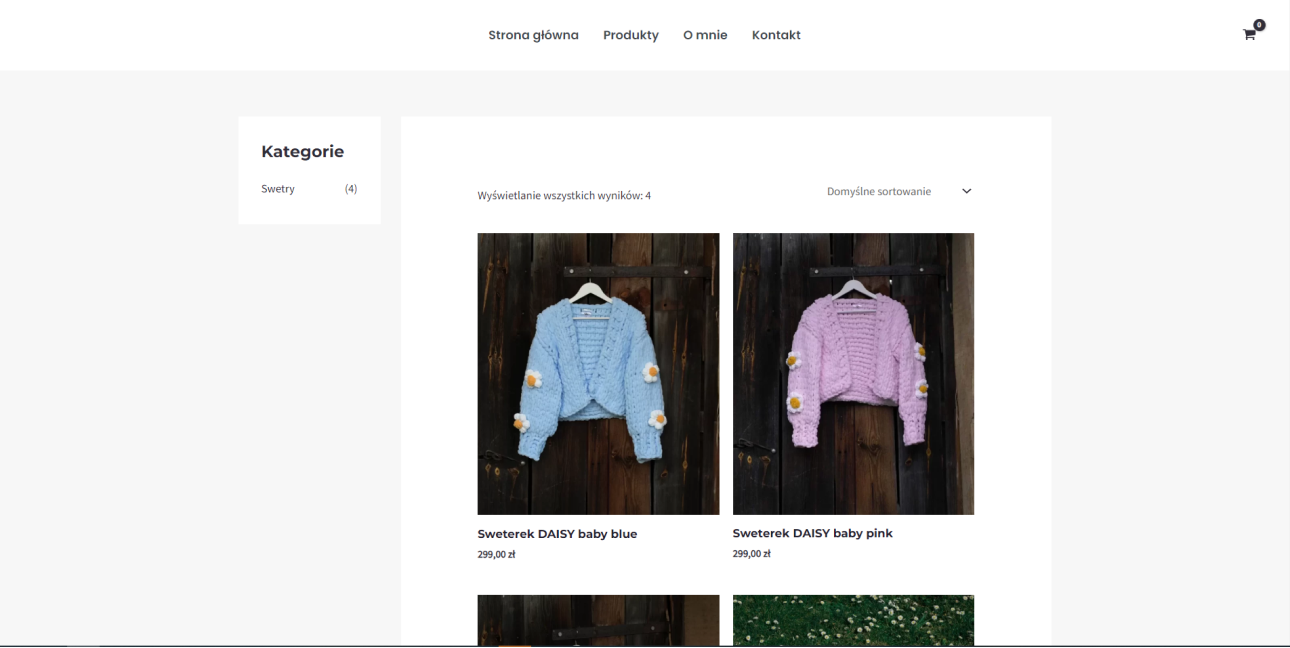 Strona główna Produkty O mnie Kontakt
0
Kategorie
Swetry (4)
Wyświetlanie wszystkich wyników: 4
Domyślne sortowanie
Sweterek DAISY baby blue
299,00 zł
Sweterek DAISY baby pink
299,00 zł